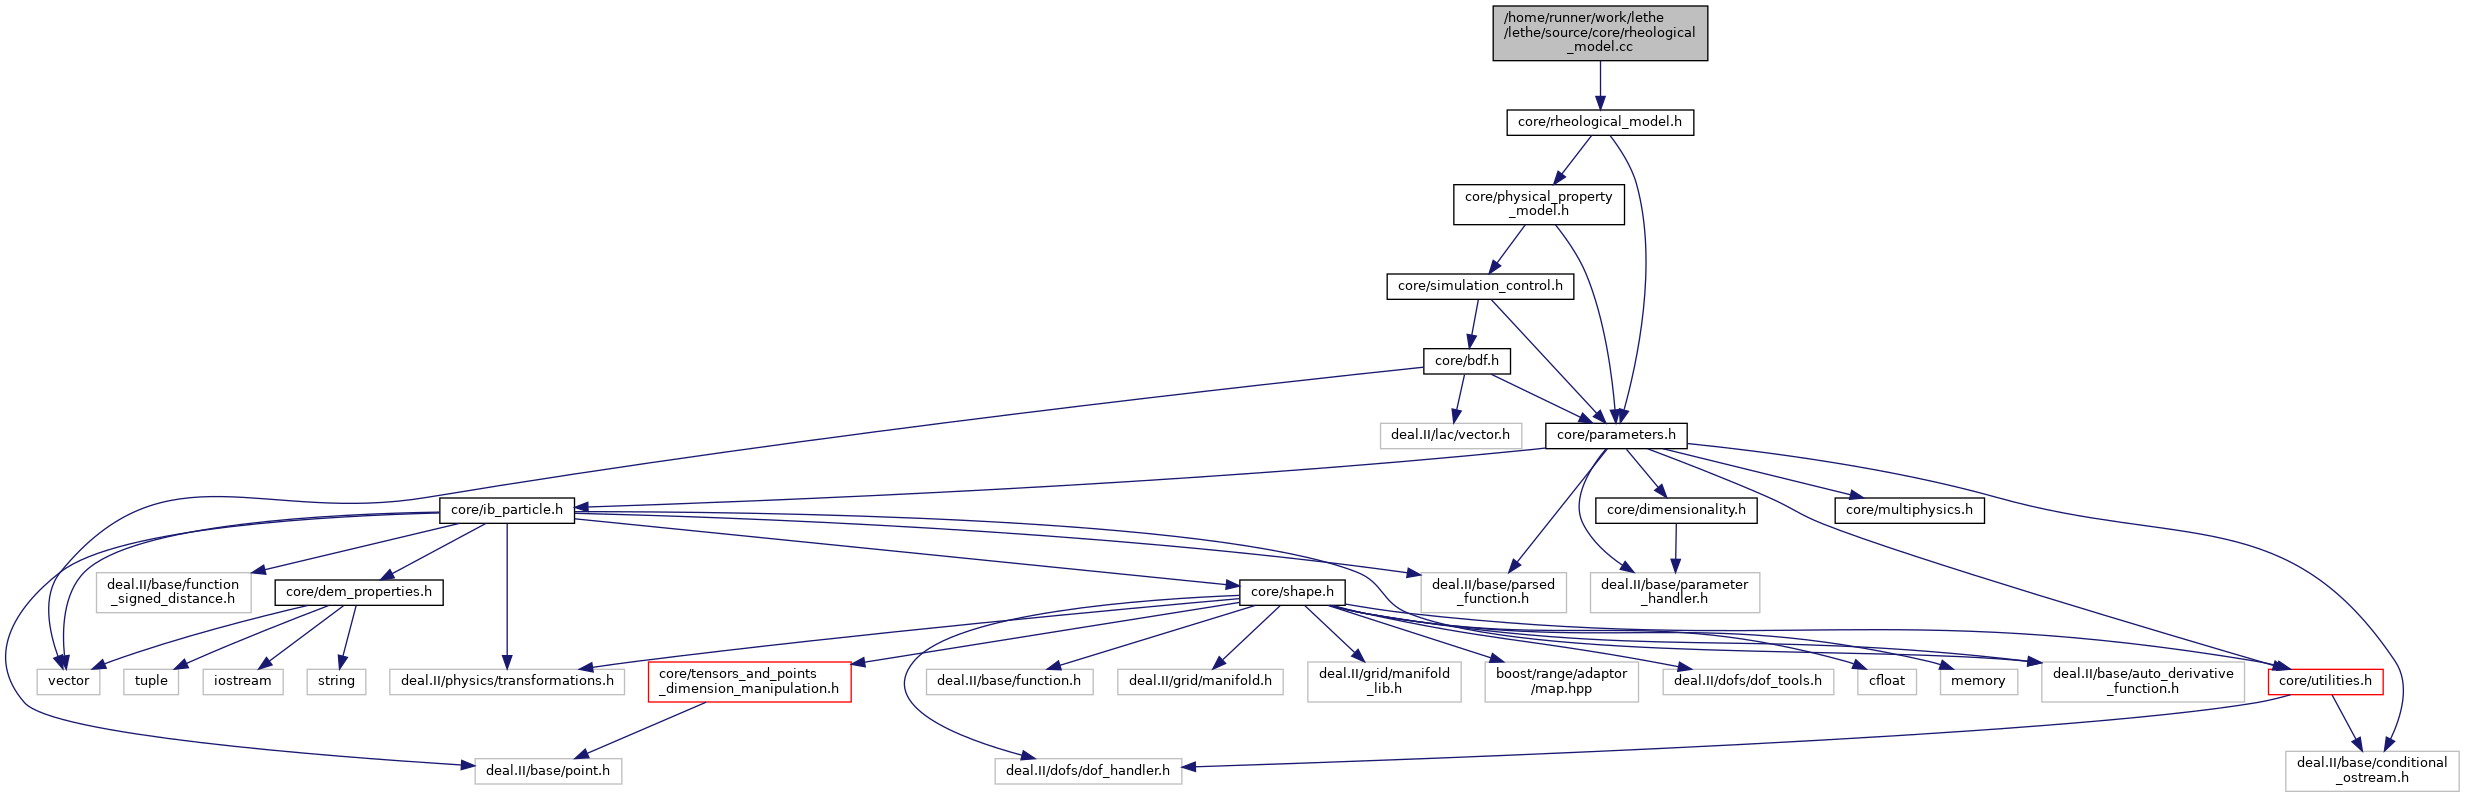 /home/runner/work/lethe
/lethe/source/core/rheological
_model.cc
core/rheological_model.h
core/physical_property
_model.h
core/simulation_control.h
core/bdf.h
deal.II/lac/vector.h
core/parameters.h
core/ib_particle.h
core/dimensionality.h
core/multiphysics.h
deal.II/base/function
_signed_distance.h
core/dem_properties.h
core/shape.h
deal.II/base/parsed
_function.h
deal.II/base/parameter
_handler.h
vector
tuple
iostream
string
deal.II/physics/transformations.h
core/tensors_and_points
_dimension_manipulation.h
deal.II/base/function.h
deal.II/grid/manifold.h
deal.II/grid/manifold
_lib.h
boost/range/adaptor
/map.hpp
deal.II/dofs/dof_tools.h
cfloat
memory
deal.II/base/auto_derivative
_function.h
core/utilities.h
deal.II/base/point.h
deal.II/dofs/dof_handler.h
deal.II/base/conditional
_ostream.h